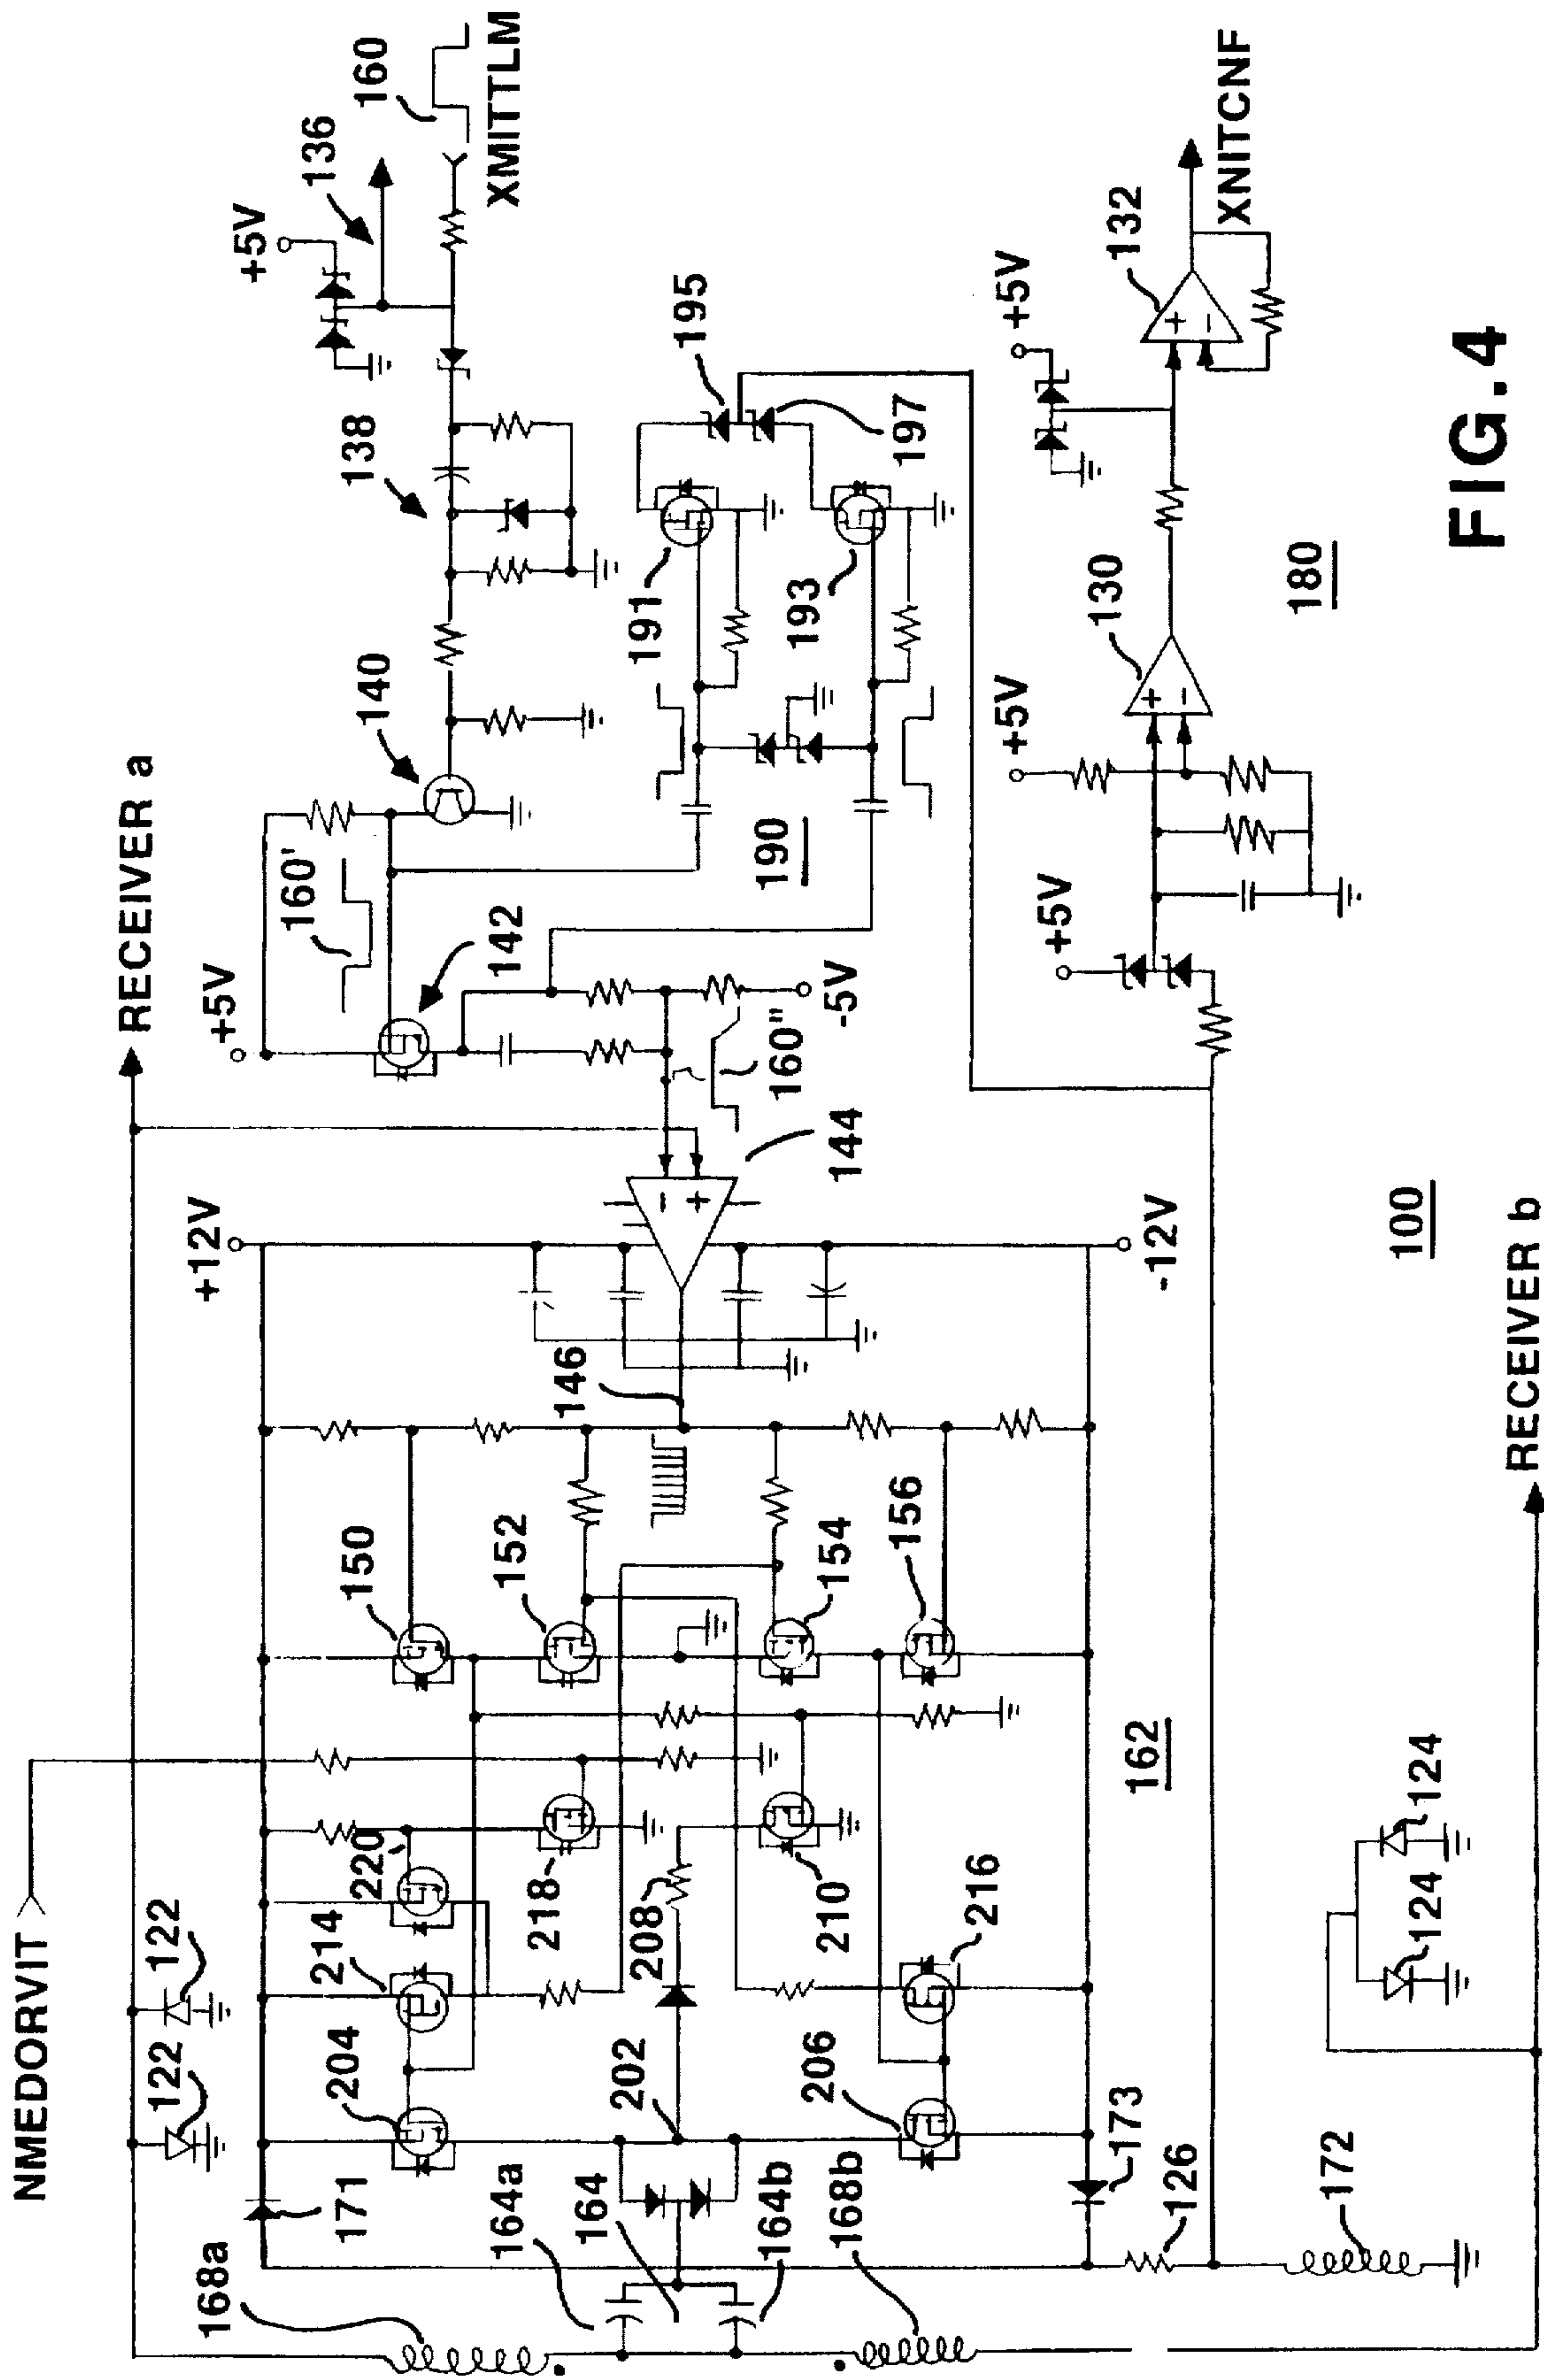 NMEDORVIT
RECEIVER a
122
122
168a
171
204
214
220
+12V
+5V
160'
142
140
138
+5V
136
160
XMITTLM
150
152
146
144
160"
-5V
190
191
193
195
197
164a
164
164b
202
208
218
210
154
156
206
216
168b
173
126
172
162
-12V
124
124
100
+5V
+5V
130
+5V
132
180
XNITCNF
RECEIVER b
FIG.4